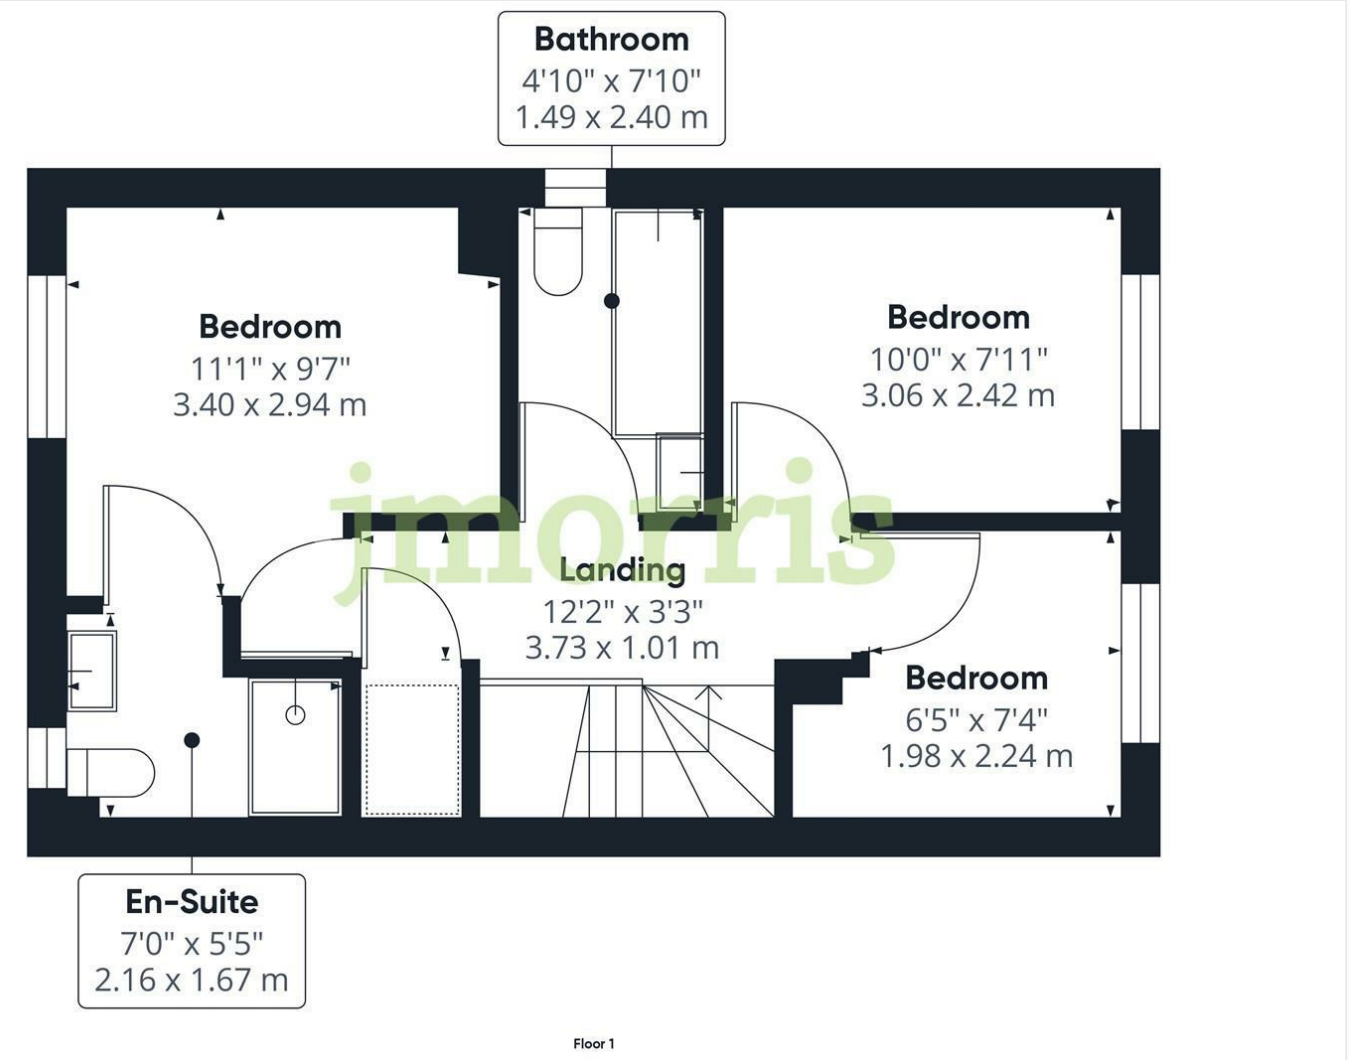 Bathroom
4'10" x 7'10"
1.49 x 2.40 m
Bedroom
11'1" x 9'7"
3.40 x 2.94 m
Bedroom
10'0" x 7'11"
3.06 x 2.42 m
jmorris
Landing
12'2" x 3'3"
3.73 x 1.01 m
Bedroom
6'5" x 7'4"
1.98 x 2.24 m
En-Suite
7'0" x 5'5"
2.16 x 1.67 m
Floor 1